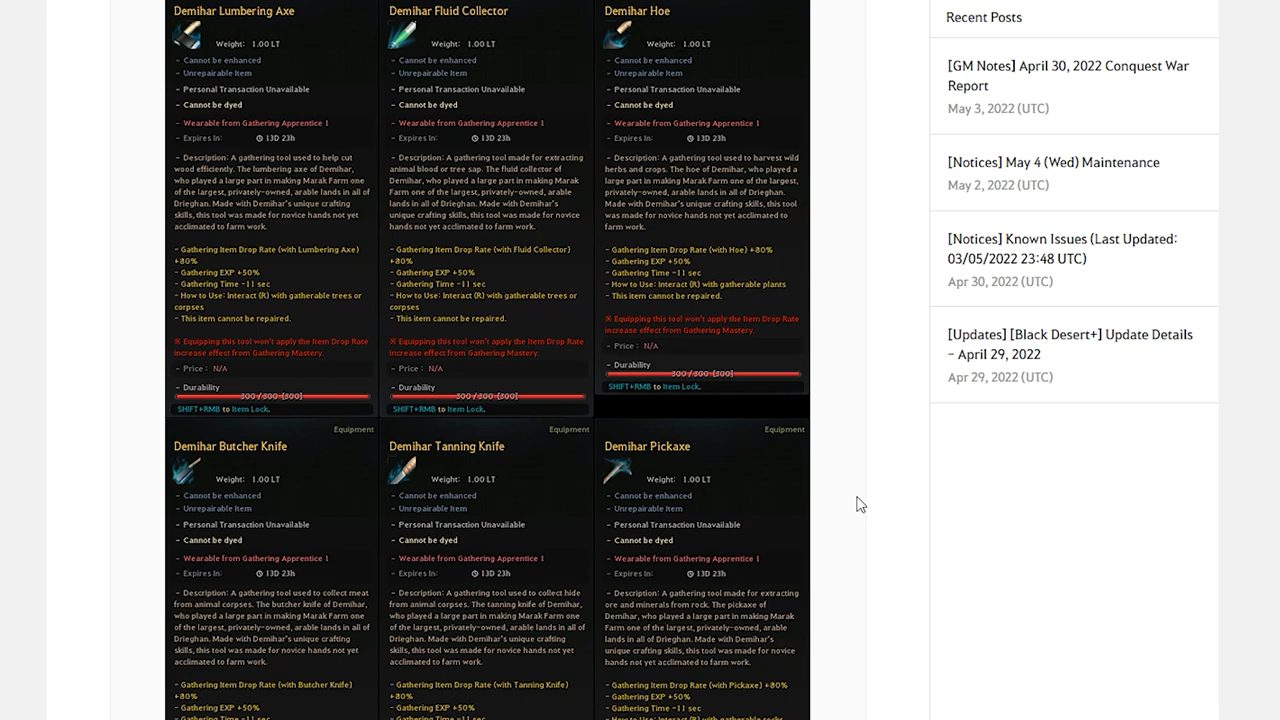 Demihar Lumbering Axe
Weight: 1.00 LT
- Cannot be enhanced
- Unrepairable Item
- Personal Transaction Unavailable
- Cannot be dyed
- Wearable from Gathering Apprentice 1
- Expires In: 13D 23h
- Description: A gathering tool used to help cut
wood efficiently. The lumbering axe of Demihar,
who played a large part in making Marak Farm one
of the largest, privately-owned, arable lands in all of
Drieghan. Made with Demihar's unique crafting
skills, this tool was made for novice hands not yet
acclimated to farm work.
- Gathering Item Drop Rate (with Lumbering Axe)
+80%
- Gathering EXP +50%
- Gathering Time -11 sec
- How to Use: Interact (R) with gatherable trees or
corpses
- This item cannot be repaired.
※ Equipping this tool won't apply the Item Drop Rate
increase effect from Gathering Mastery.
- Price : N/A
- Durability
300 / 300 [300]
SHIFT+RMB to Item Lock.
Demihar Fluid Collector
Weight: 1.00 LT
- Cannot be enhanced
- Unrepairable Item
- Personal Transaction Unavailable
- Cannot be dyed
- Wearable from Gathering Apprentice 1
- Expires In: 13D 23h
- Description: A gathering tool made for extracting
animal blood or tree sap. The fluid collector of
Demihar, who played a large part in making Marak
Farm one of the largest, privately-owned, arable
lands in all of Drieghan. Made with Demihar's
unique crafting skills, this tool was made for novice
hands not yet acclimated to farm work.
- Gathering Item Drop Rate (with Fluid Collector)
+80%
- Gathering EXP +50%
- Gathering Time -11 sec
- How to Use: Interact (R) with gatherable trees or
corpses
- This item cannot be repaired.
※ Equipping this tool won't apply the Item Drop Rate
increase effect from Gathering Mastery.
- Price : N/A
- Durability
300 / 300 [300]
SHIFT+RMB to Item Lock.
Demihar Hoe
Weight: 1.00 LT
- Cannot be enhanced
- Unrepairable Item
- Personal Transaction Unavailable
- Cannot be dyed
- Wearable from Gathering Apprentice 1
- Expires In: 13D 23h
- Description: A gathering tool used to harvest wild
herbs and crops. The hoe of Demihar, who played a
large part in making Marak Farm one of the largest,
privately-owned, arable lands in all of Drieghan.
Made with Demihar's unique crafting skills, this tool
was made for novice hands not yet acclimated to
farm work.
- Gathering Item Drop Rate (with Hoe) +80%
- Gathering EXP +50%
- Gathering Time -11 sec
- How to Use: Interact (R) with gatherable plants
- This item cannot be repaired.
※ Equipping this tool won't apply the Item Drop Rate
increase effect from Gathering Mastery.
- Price : N/A
- Durability
300 / 300 [300]
SHIFT+RMB to Item Lock.
Equipment
Demihar Butcher Knife
Weight: 1.00 LT
- Cannot be enhanced
- Unrepairable Item
- Personal Transaction Unavailable
- Cannot be dyed
- Wearable from Gathering Apprentice 1
- Expires In: 13D 23h
- Description: A gathering tool used to collect meat
from animal corpses. The butcher knife of Demihar,
who played a large part in making Marak Farm one
of the largest, privately-owned, arable lands in all of
Drieghan. Made with Demihar's unique crafting
skills, this tool was made for novice hands not yet
acclimated to farm work.
- Gathering Item Drop Rate (with Butcher Knife)
+80%
- Gathering EXP +50%
- Gathering Time -11 sec
Equipment
Demihar Tanning Knife
Weight: 1.00 LT
- Cannot be enhanced
- Unrepairable Item
- Personal Transaction Unavailable
- Cannot be dyed
- Wearable from Gathering Apprentice 1
- Expires In: 13D 23h
- Description: A gathering tool used to collect hide
from animal corpses. The tanning knife of Demihar,
who played a large part in making Marak Farm one
of the largest, privately-owned, arable lands in all of
Drieghan. Made with Demihar's unique crafting
skills, this tool was made for novice hands not yet
acclimated to farm work.
- Gathering Item Drop Rate (with Tanning Knife)
+80%
- Gathering EXP +50%
- Gathering Time -11 sec
Equipment
Demihar Pickaxe
Weight: 1.00 LT
- Cannot be enhanced
- Unrepairable Item
- Personal Transaction Unavailable
- Cannot be dyed
- Wearable from Gathering Apprentice 1
- Expires In: 13D 23h
- Description: A gathering tool made for extracting
ore and minerals from rock. The pickaxe of
Demihar, who played a large part in making Marak
Farm one of the largest, privately-owned, arable
lands in all of Drieghan. Made with Demihar's
unique crafting skills, this tool was made for novice
hands not yet acclimated to farm work.
- Gathering Item Drop Rate (with Pickaxe) +80%
- Gathering EXP +50%
- Gathering Time -11 sec
- How to Use: Interact (R) with gatherable rocks
Recent Posts
[GM Notes] April 30, 2022 Conquest War
Report
May 3, 2022 (UTC)
[Notices] May 4 (Wed) Maintenance
May 2, 2022 (UTC)
[Notices] Known Issues (Last Updated:
03/05/2022 23:48 UTC)
Apr 30, 2022 (UTC)
[Updates] [Black Desert+] Update Details
– April 29, 2022
Apr 29, 2022 (UTC)